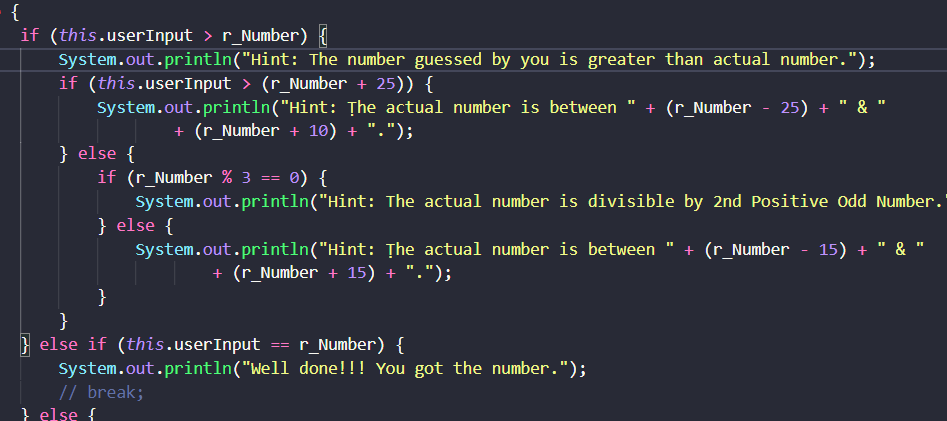 {
if (this.userInput > r_Number) {
System.out.println("Hint: The number guessed by you is greater than actual number.");
if (this.userInput > (r_Number + 25)) {
System.out.println("Hint: Ṭhe actual number is between " + (r_Number - 25) + " & "
+ (r_Number + 10) + ".");
} else {
if (r_Number % 3 == 0) {
System.out.println("Hint: The actual number is divisible by 2nd Positive Odd Number.
} else {
System.out.println("Hint: Ṭhe actual number is between " + (r_Number - 15) + " & "
+ (r_Number + 15) + ".");
}
}
} else if (this.userInput == r_Number) {
System.out.println("Well done!!! You got the number.");
// break;
} else {